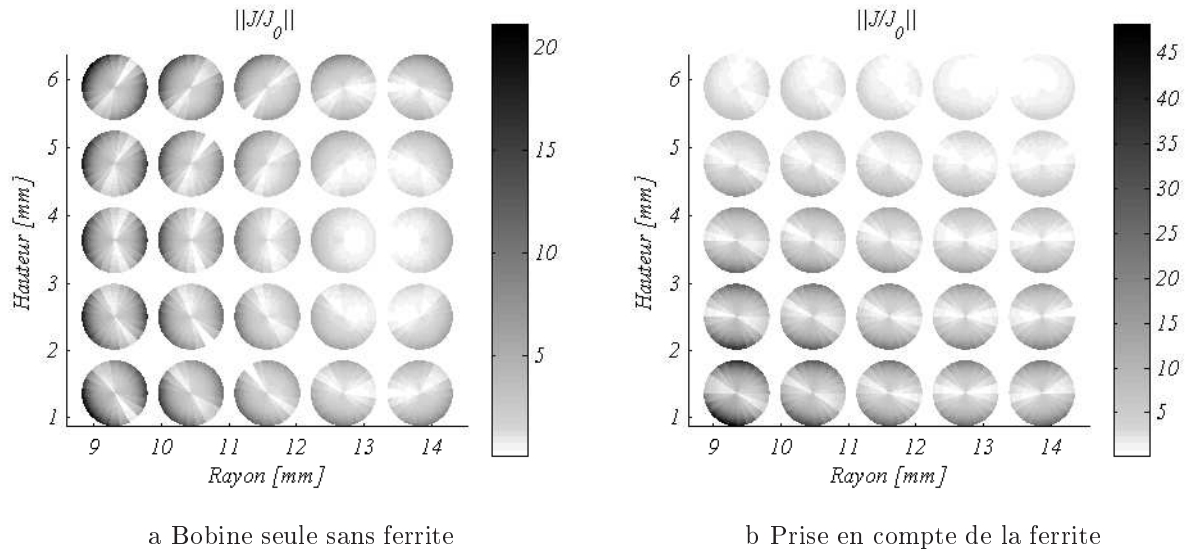 ||J/J_0||
20
15
10
5
6
5
4
3
2
1
Hauteur [mm]
9 10 11 12 13 14
Rayon [mm]
a Bobine seule sans ferrite
||J/J_0||
45
40
35
30
25
20
15
10
5
6
5
4
3
2
1
Hauteur [mm]
9 10 11 12 13 14
Rayon [mm]
b Prise en compte de la ferrite